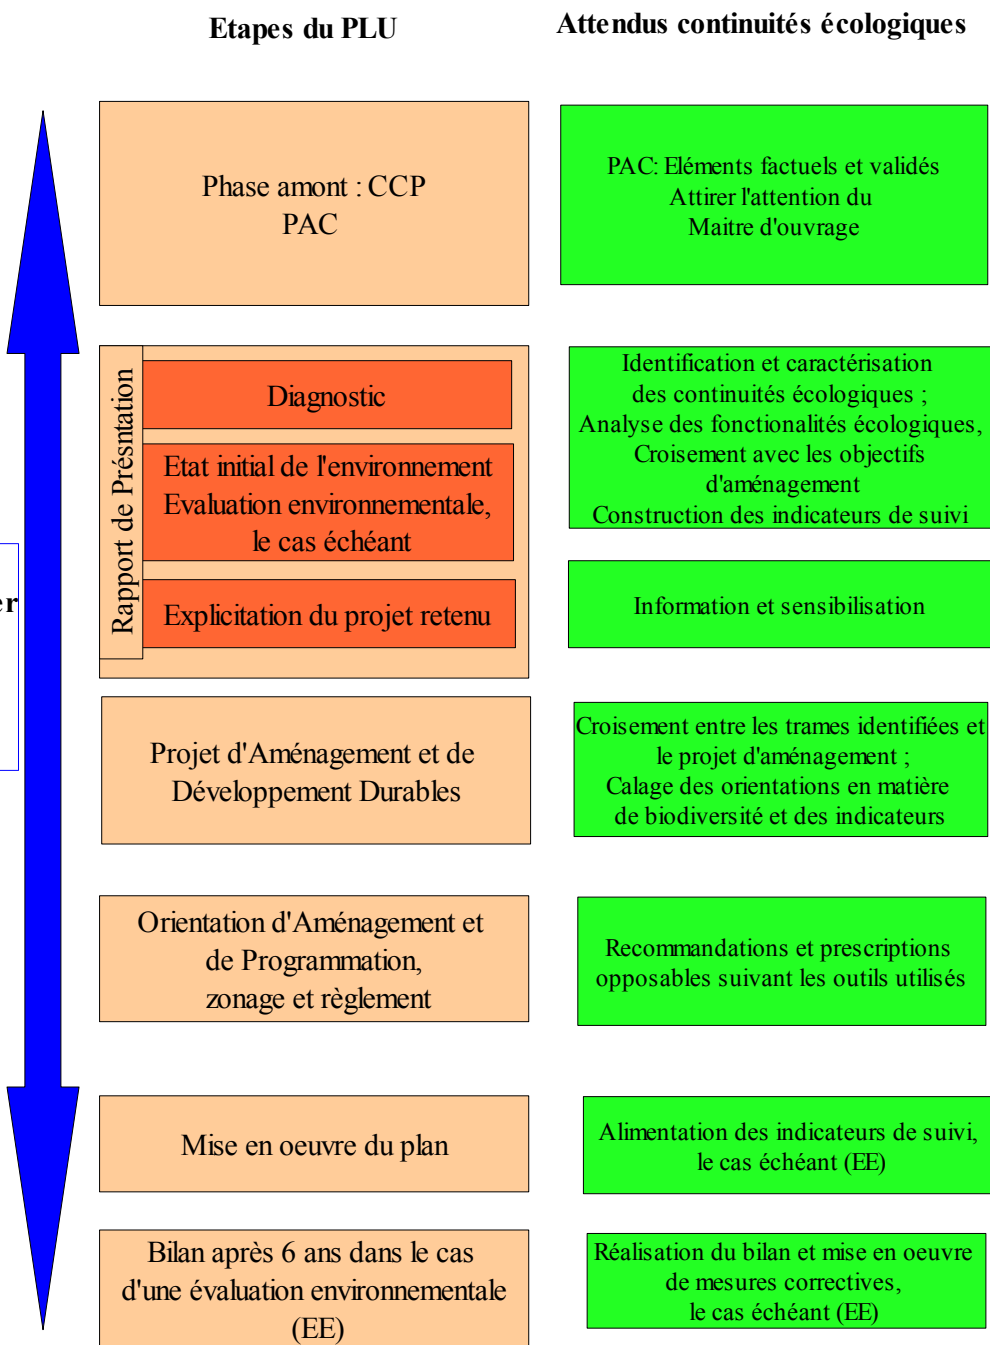 Etapes du PLU
Attendus continuités écologiques
Phase amont : CCP
PAC
PAC: Eléments factuels et validés
Attirer l'attention du
Maitre d'ouvrage
Rapport de Présntation
Diagnostic
Etat initial de l'environnement
Evaluation environnementale,
le cas échéant
Explicitation du projet retenu
Identification et caractérisation
des continuités écologiques ;
Analyse des fonctionalités écologiques,
Croisement avec les objectifs
d'aménagement
Construction des indicateurs de suivi
Information et sensibilisation
er
Projet d'Aménagement et de
Développement Durables
Croisement entre les trames identifiées et
le projet d'aménagement ;
Calage des orientations en matière
de biodiversité et des indicateurs
Orientation d'Aménagement et
de Programmation,
zonage et règlement
Recommandations et prescriptions
opposables suivant les outils utilisés
Mise en oeuvre du plan
Alimentation des indicateurs de suivi,
le cas échéant (EE)
Bilan après 6 ans dans le cas
d'une évaluation environnementale
(EE)
Réalisation du bilan et mise en oeuvre
de mesures correctives,
le cas échéant (EE)